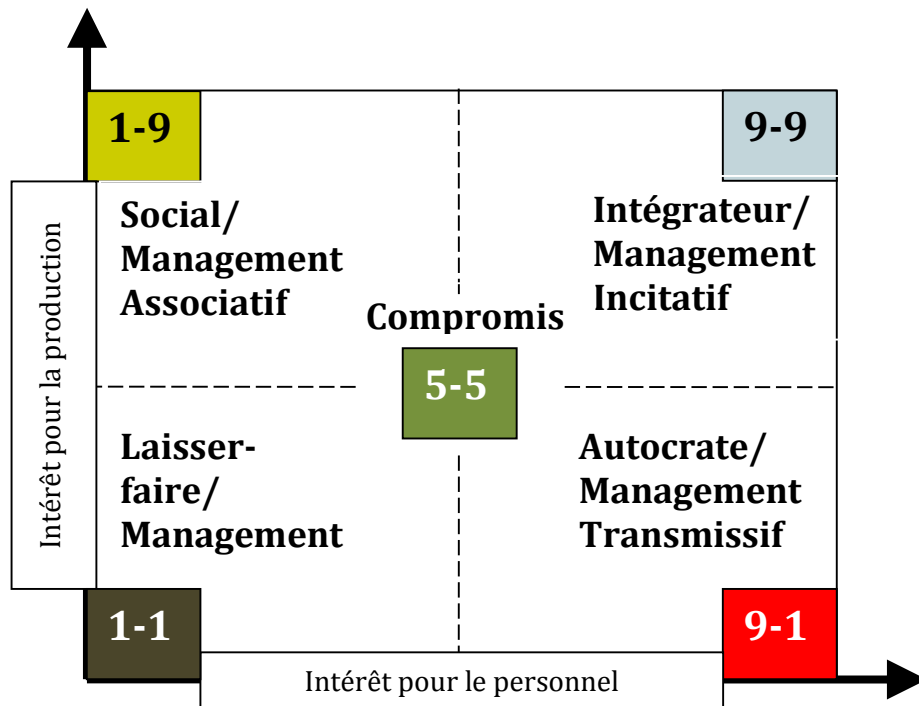 1-9
9-9
Social/
Management
Associatif
Intégrateur/
Management
Incitatif
Intérêt pour la production
Compromis
5-5
Laisser-
faire/
Management
Autocrate/
Management
Transmissif
1-1
9-1
Intérêt pour le personnel